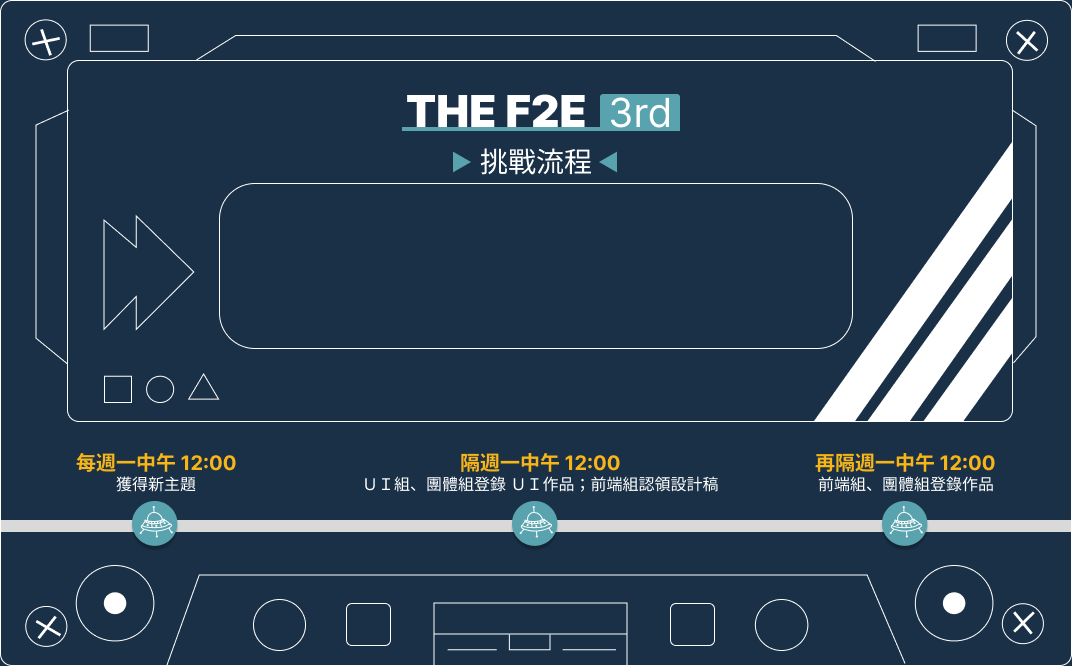 THE F2E 3rd
挑戰流程
每週一中午 12:00
獲得新主題
隔週一中午 12:00
ＵＩ組、團體組登錄 ＵＩ作品；前端組認領設計稿
再隔週一中午 12:00
前端組、團體組登錄作品